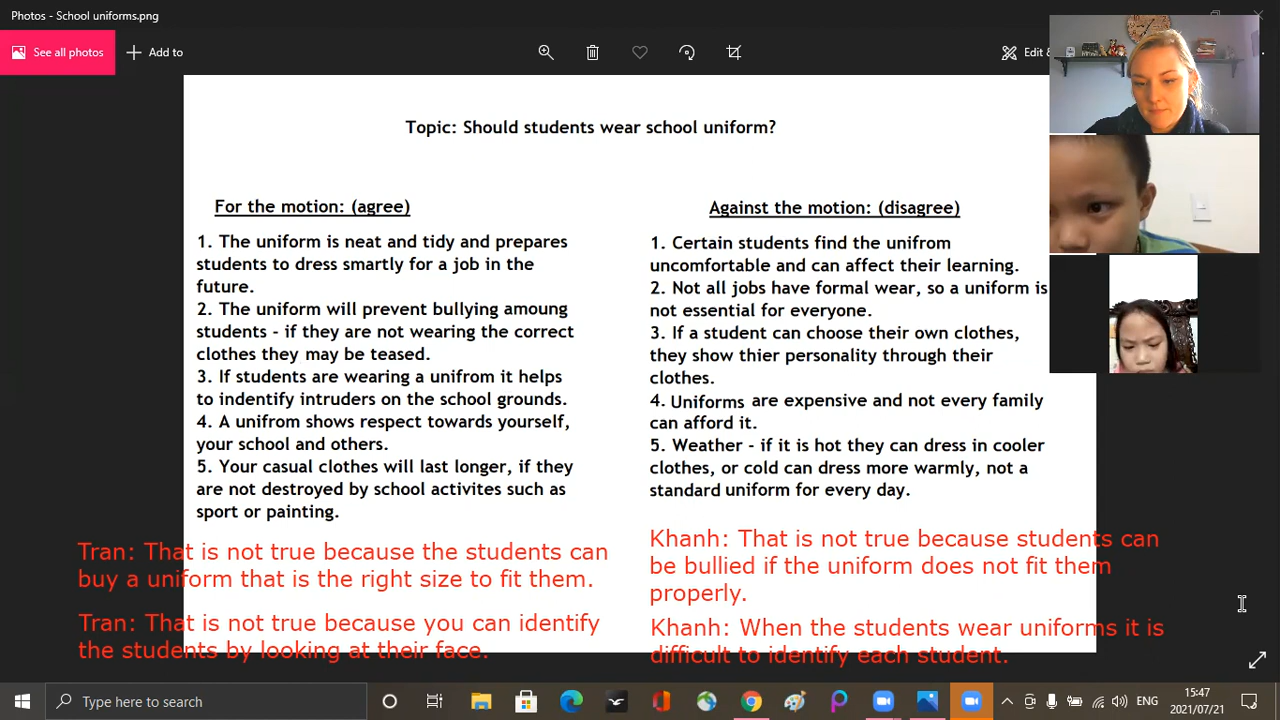 Photos - School uniforms.png
See all photos
Add to
Edit &
Topic: Should students wear school uniform?
For the motion: (agree)
1. The uniform is neat and tidy and prepares
students to dress smartly for a job in the
future.
2. The uniform will prevent bullying amoung
students - if they are not wearing the correct
clothes they may be teased.
3. If students are wearing a unifrom it helps
to indentify intruders on the school grounds.
4. A unifrom shows respect towards yourself,
your school and others.
5. Your casual clothes will last longer, if they
are not destroyed by school activites such as
sport or painting.
Tran: That is not true because the students can
buy a uniform that is the right size to fit them.
Tran: That is not true because you can identify
the students by looking at their face.
Against the motion: (disagree)
1. Certain students find the unifrom
uncomfortable and can affect their learning.
2. Not all jobs have formal wear, so a uniform is
not essential for everyone.
3. If a student can choose their own clothes,
they show thier personality through their
clothes.
4. Uniforms are expensive and not every family
can afford it.
5. Weather - if it is hot they can dress in cooler
clothes, or cold can dress more warmly, not a
standard uniform for every day.
Khanh: That is not true because students can
be bullied if the uniform does not fit them
properly.
Khanh: When the students wear uniforms it is
difficult to identify each student.
Type here to search
ENG
15:47
2021/07/21